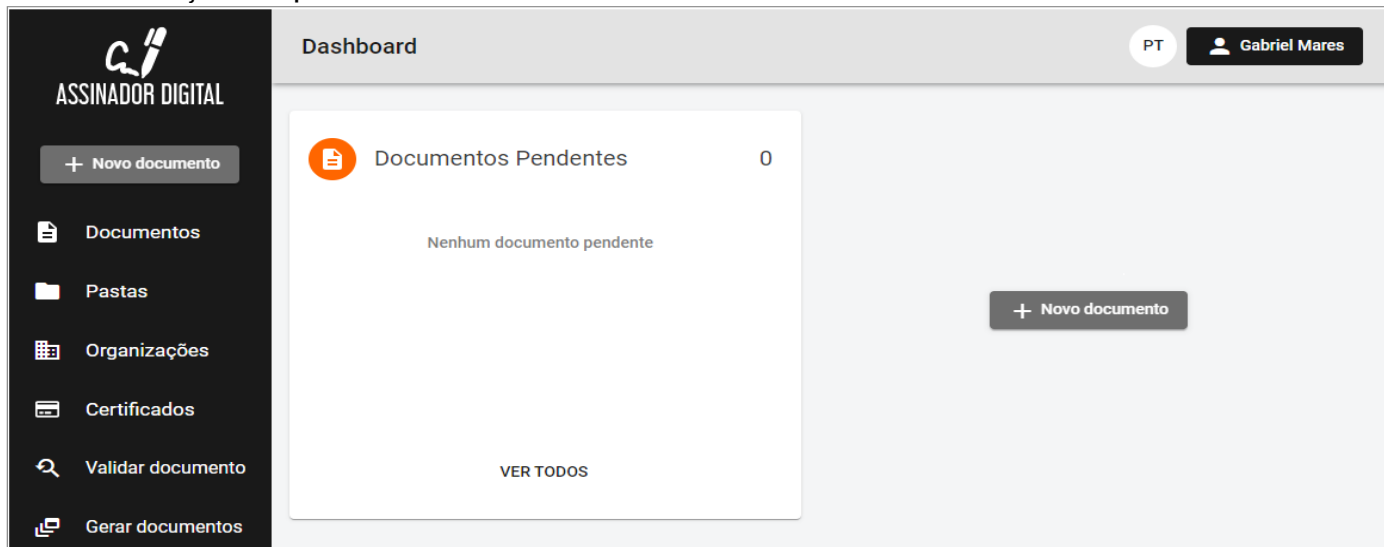 ASSINADOR DIGITAL
+ Novo documento
Documentos
Pastas
Organizações
Certificados
Validar documento
Gerar documentos
Dashboard
PT
Gabriel Mares
Documentos Pendentes 0
Nenhum documento pendente
VER TODOS
+ Novo documento